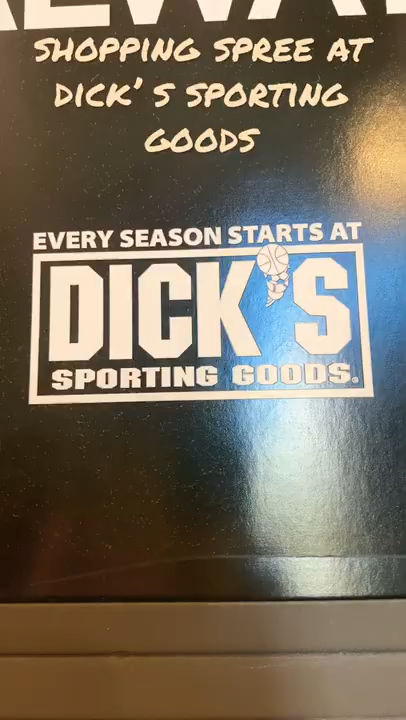 SHOPPING SPREE AT
DICK'S SPORTING
GOODS
EVERY SEASON STARTS AT
DICK'S
SPORTING GOODS®